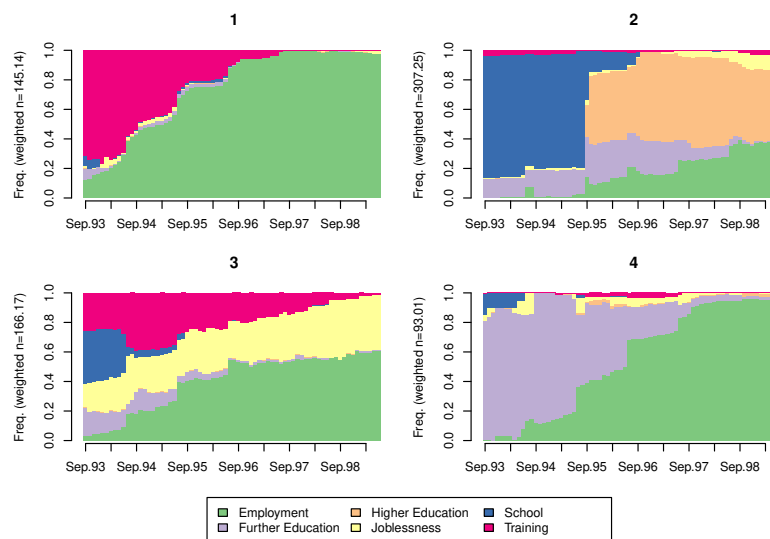 1
Freq. (weighted n=145.14)
0.0 0.2 0.4 0.6 0.8 1.0
Sep.93 Sep.94 Sep.95 Sep.96 Sep.97 Sep.98
2
Freq. (weighted n=307.25)
0.0 0.2 0.4 0.6 0.8 1.0
Sep.93 Sep.94 Sep.95 Sep.96 Sep.97 Sep.98
3
Freq. (weighted n=166.17)
0.0 0.2 0.4 0.6 0.8 1.0
Sep.93 Sep.94 Sep.95 Sep.96 Sep.97 Sep.98
4
Freq. (weighted n=93.01)
0.0 0.2 0.4 0.6 0.8 1.0
Sep.93 Sep.94 Sep.95 Sep.96 Sep.97 Sep.98
Employment Higher Education School
Further Education Joblessness Training